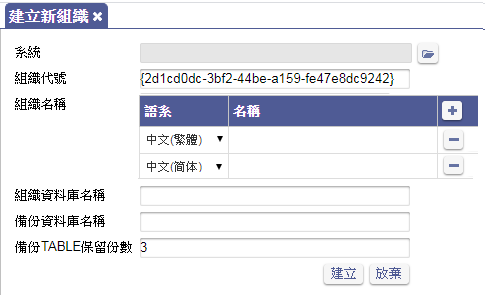 建立新組織 ×
系統
組織代號 {2d1cd0dc-3bf2-44be-a159-fe47e8dc9242}
組織名稱
語系 名稱 +
中文(繁體) ▼ −
中文(简体) ▼ −
組織資料庫名稱
備份資料庫名稱
備份TABLE保留份數 3
建立 放棄